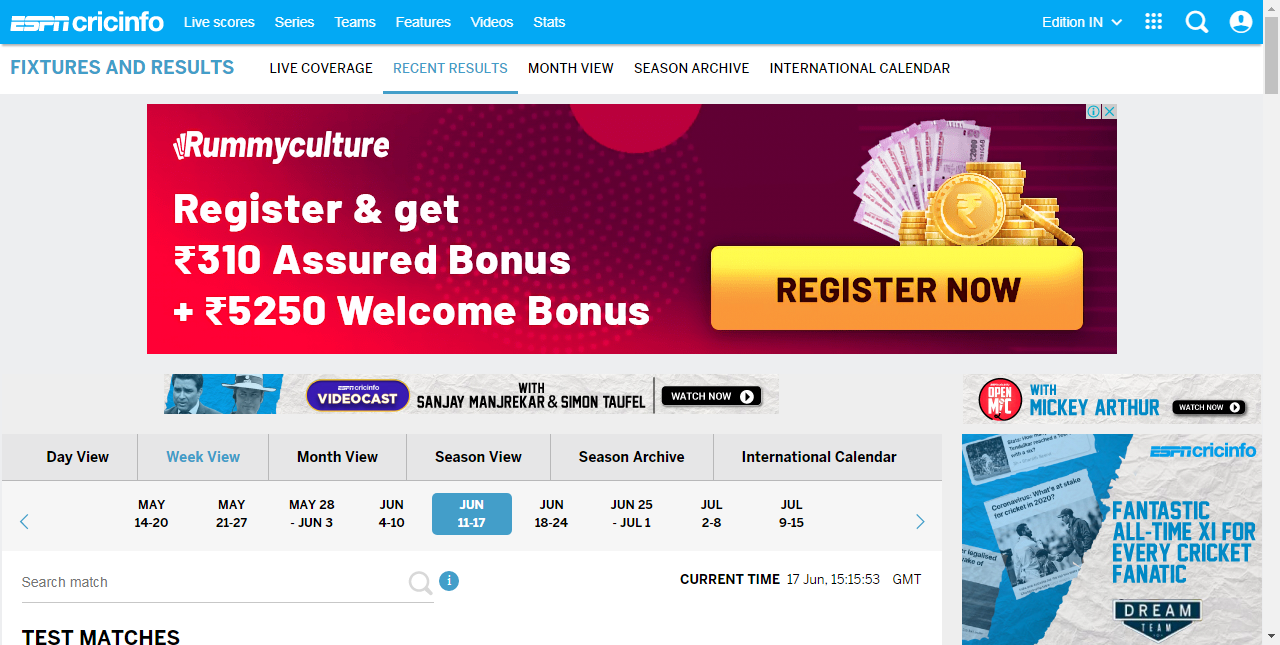 ESPN cricinfo
Live scores Series Teams Features Videos Stats
Edition IN
FIXTURES AND RESULTS
LIVE COVERAGE RECENT RESULTS MONTH VIEW SEASON ARCHIVE INTERNATIONAL CALENDAR
Rummyculture
Register & get
₹310 Assured Bonus
+ ₹5250 Welcome Bonus
REGISTER NOW
ESPN cricinfo
VIDEOCAST
WITH
SANJAY MANJREKAR & SIMON TAUFEL
WATCH NOW
OPEN
MIC
WITH
MICKEY ARTHUR
WATCH NOW
Day View Week View Month View Season View Season Archive International Calendar
MAY
14-20
MAY
21-27
MAY 28
- JUN 3
JUN
4-10
JUN
11-17
JUN
18-24
JUN 25
- JUL 1
JUL
2-8
JUL
9-15
Search match
i
CURRENT TIME 17 Jun, 15:15:53 GMT
TEST MATCHES
ESPN cricinfo
Coronavirus: What's at stake
for cricket in 2020?
FANTASTIC
ALL-TIME XI FOR
EVERY CRICKET
FANATIC
DREAM
TEAM